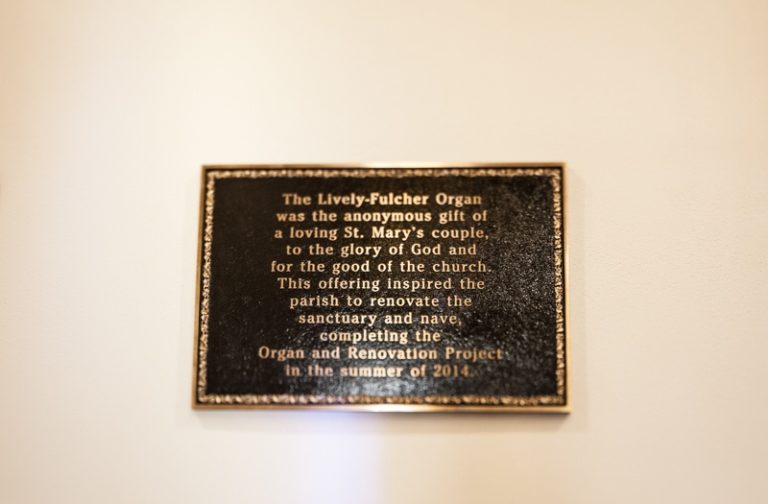 The Lively-Fulcher Organ
was the anonymous gift of
a loving St. Mary's couple,
to the glory of God and
for the good of the church.
This offering inspired the
parish to renovate the
sanctuary and nave,
completing the
Organ and Renovation Project
in the summer of 2014.